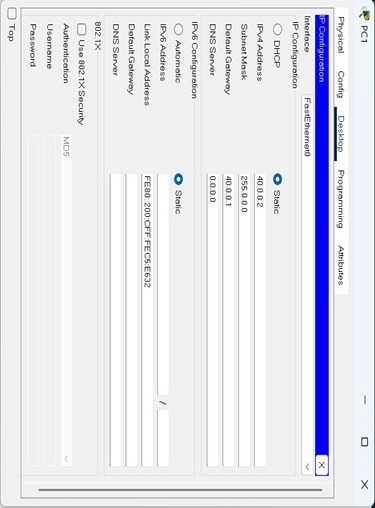 PC1
Physical Config Desktop Programming Attributes
IP Configuration X
Interface FastEthernet0
IP Configuration
DHCP Static
IPv4 Address 40.0.0.2
Subnet Mask 255.0.0.0
Default Gateway 40.0.0.1
DNS Server 0.0.0.0
IPv6 Configuration
Automatic Static
IPv6 Address /
Link Local Address FE80::200:CFF:FEC5:E632
Default Gateway
DNS Server
802.1X
Use 802.1X Security
Authentication MD5
Username
Password
Top